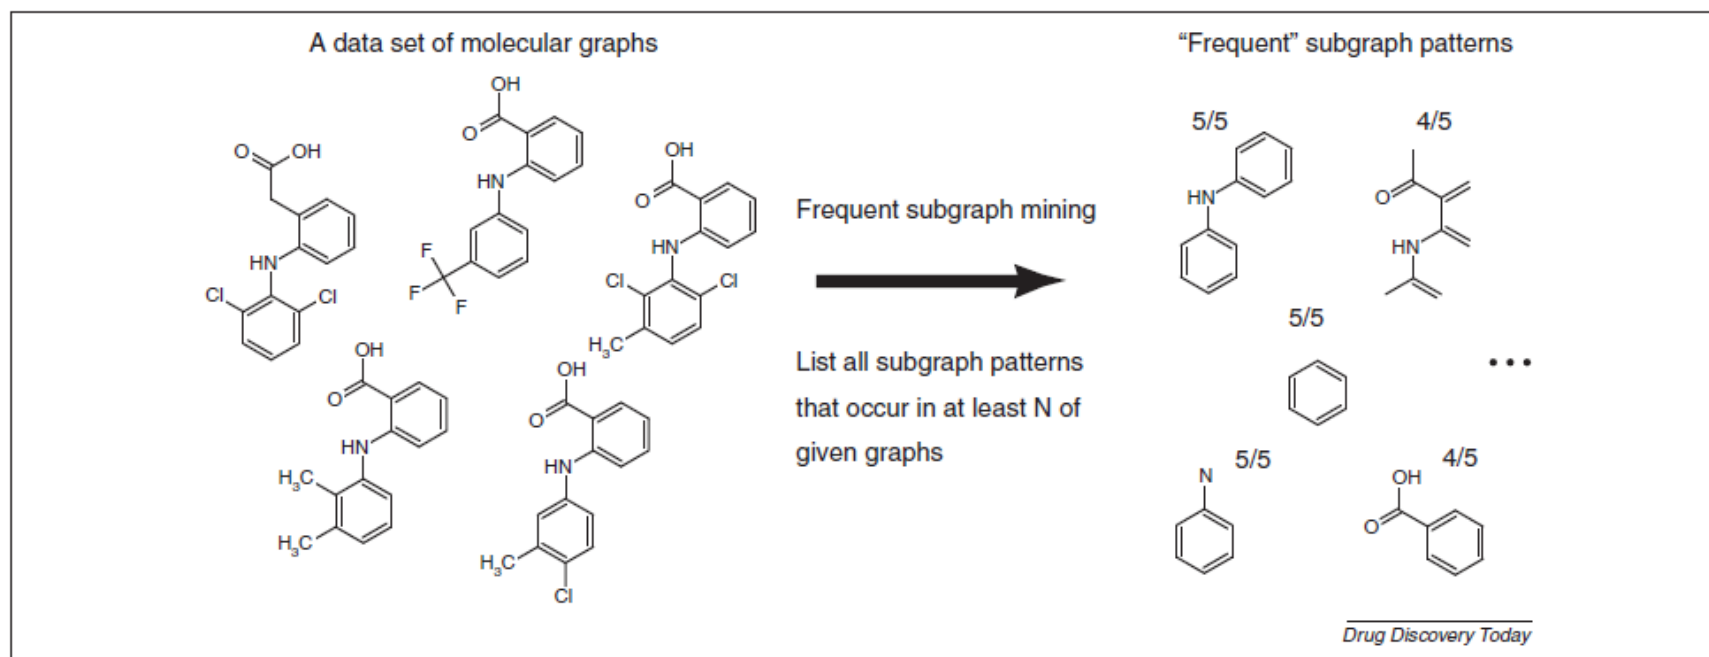 A data set of molecular graphs
“Frequent” subgraph patterns
OH
O
HN
F
F
F
O
OH
HN
Cl
Cl
OH
O
HN
Cl
Cl
H3C
OH
O
HN
H3C
H3C
OH
O
HN
H3C
Cl
Frequent subgraph mining
List all subgraph patterns
that occur in at least N of
given graphs
5/5
HN
4/5
O
HN
5/5
...
5/5
N
4/5
OH
O
Drug Discovery Today